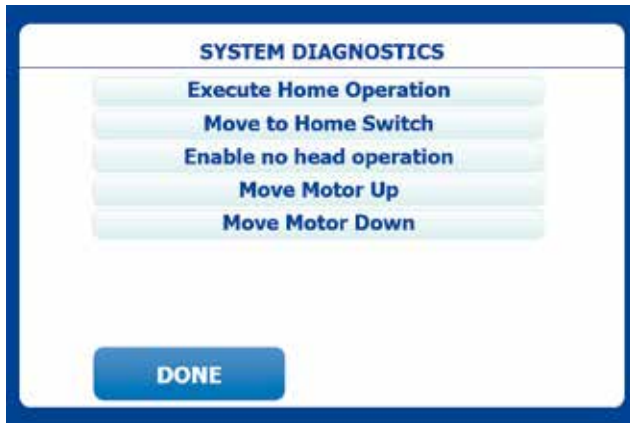 SYSTEM DIAGNOSTICS
Execute Home Operation
Move to Home Switch
Enable no head operation
Move Motor Up
Move Motor Down
DONE